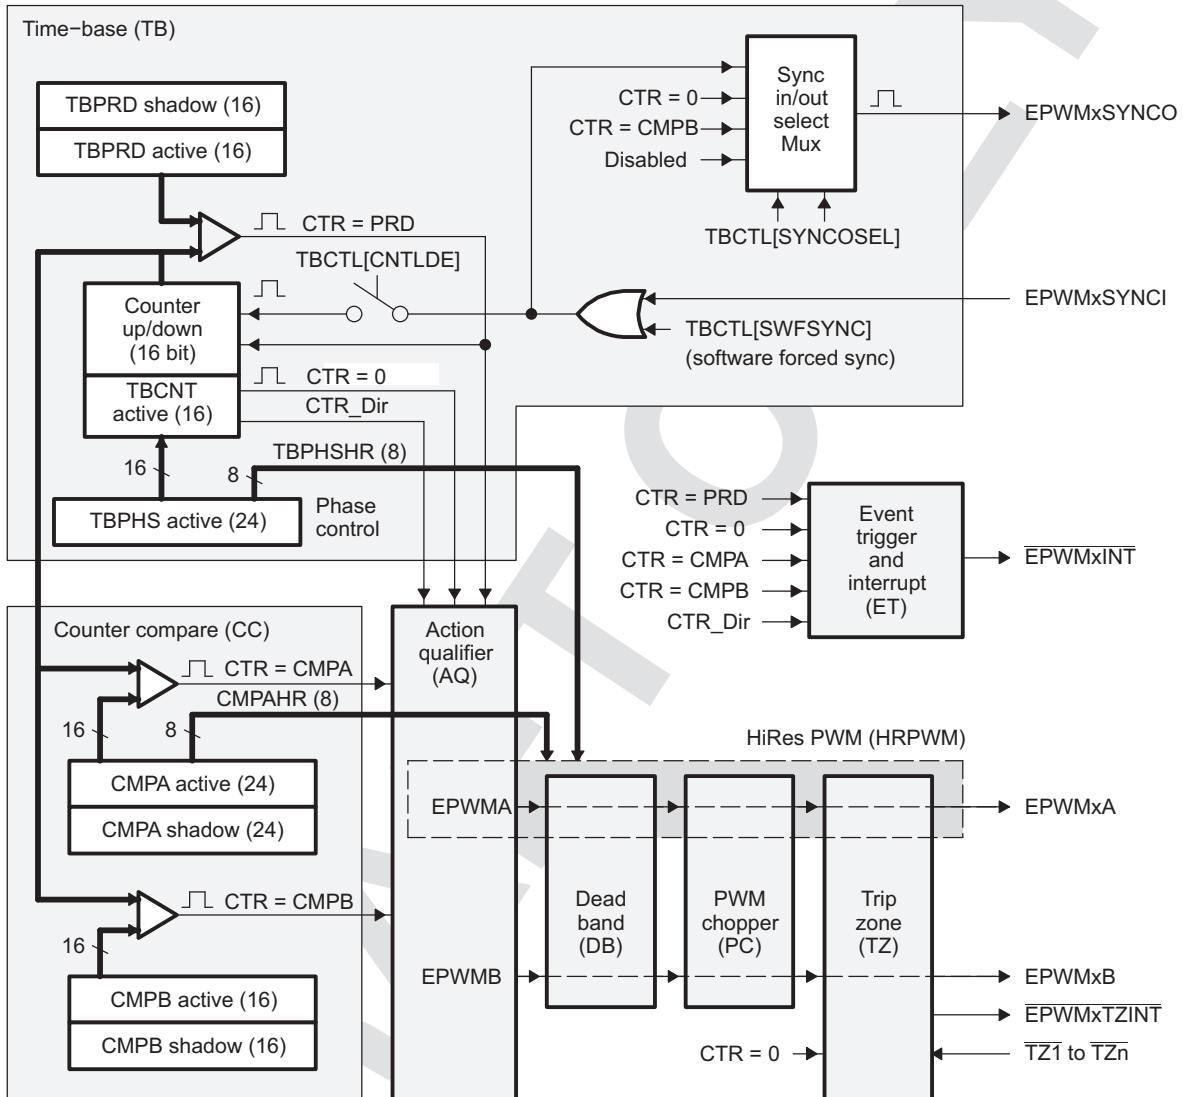 Time−base (TB)
TBPRD shadow (16)
TBPRD active (16)
CTR = PRD
TBCTL[CNTLDE]
Counter
up/down
(16 bit)
TBCNT
active (16)
CTR = 0
CTR_Dir
16
8
TBPHSHR (8)
TBPHS active (24)
Phase
control
CTR = 0
CTR = CMPB
Disabled
Sync
in/out
select
Mux
TBCTL[SYNCOSEL]
EPWMxSYNCO
EPWMxSYNCI
TBCTL[SWFSYNC]
(software forced sync)
CTR = PRD
CTR = 0
CTR = CMPA
CTR = CMPB
CTR_Dir
Event
trigger
and
interrupt
(ET)
EPWMxINT
Counter compare (CC)
CTR = CMPA
CMPAHR (8)
16
8
CMPA active (24)
CMPA shadow (24)
CTR = CMPB
16
CMPB active (16)
CMPB shadow (16)
Action
qualifier
(AQ)
EPWMA
EPWMB
HiRes PWM (HRPWM)
Dead
band
(DB)
PWM
chopper
(PC)
Trip
zone
(TZ)
CTR = 0
EPWMxA
EPWMxB
EPWMxTZINT
TZ1 to TZn